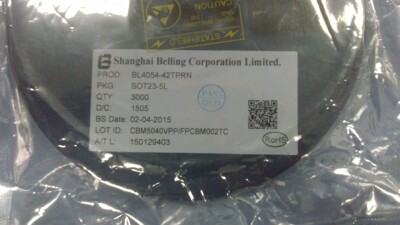 STATSHIELD
Shanghai Belling Corporation Limited.
PROD: BL4054-42TPRN
PKG SOT23-5L
QTY: 3000
D/C: 1505
BS Date: 02-04-2015
LOT ID: CBM5040VPP/FPCBM002TC
A/T L: 150129403
RoHS